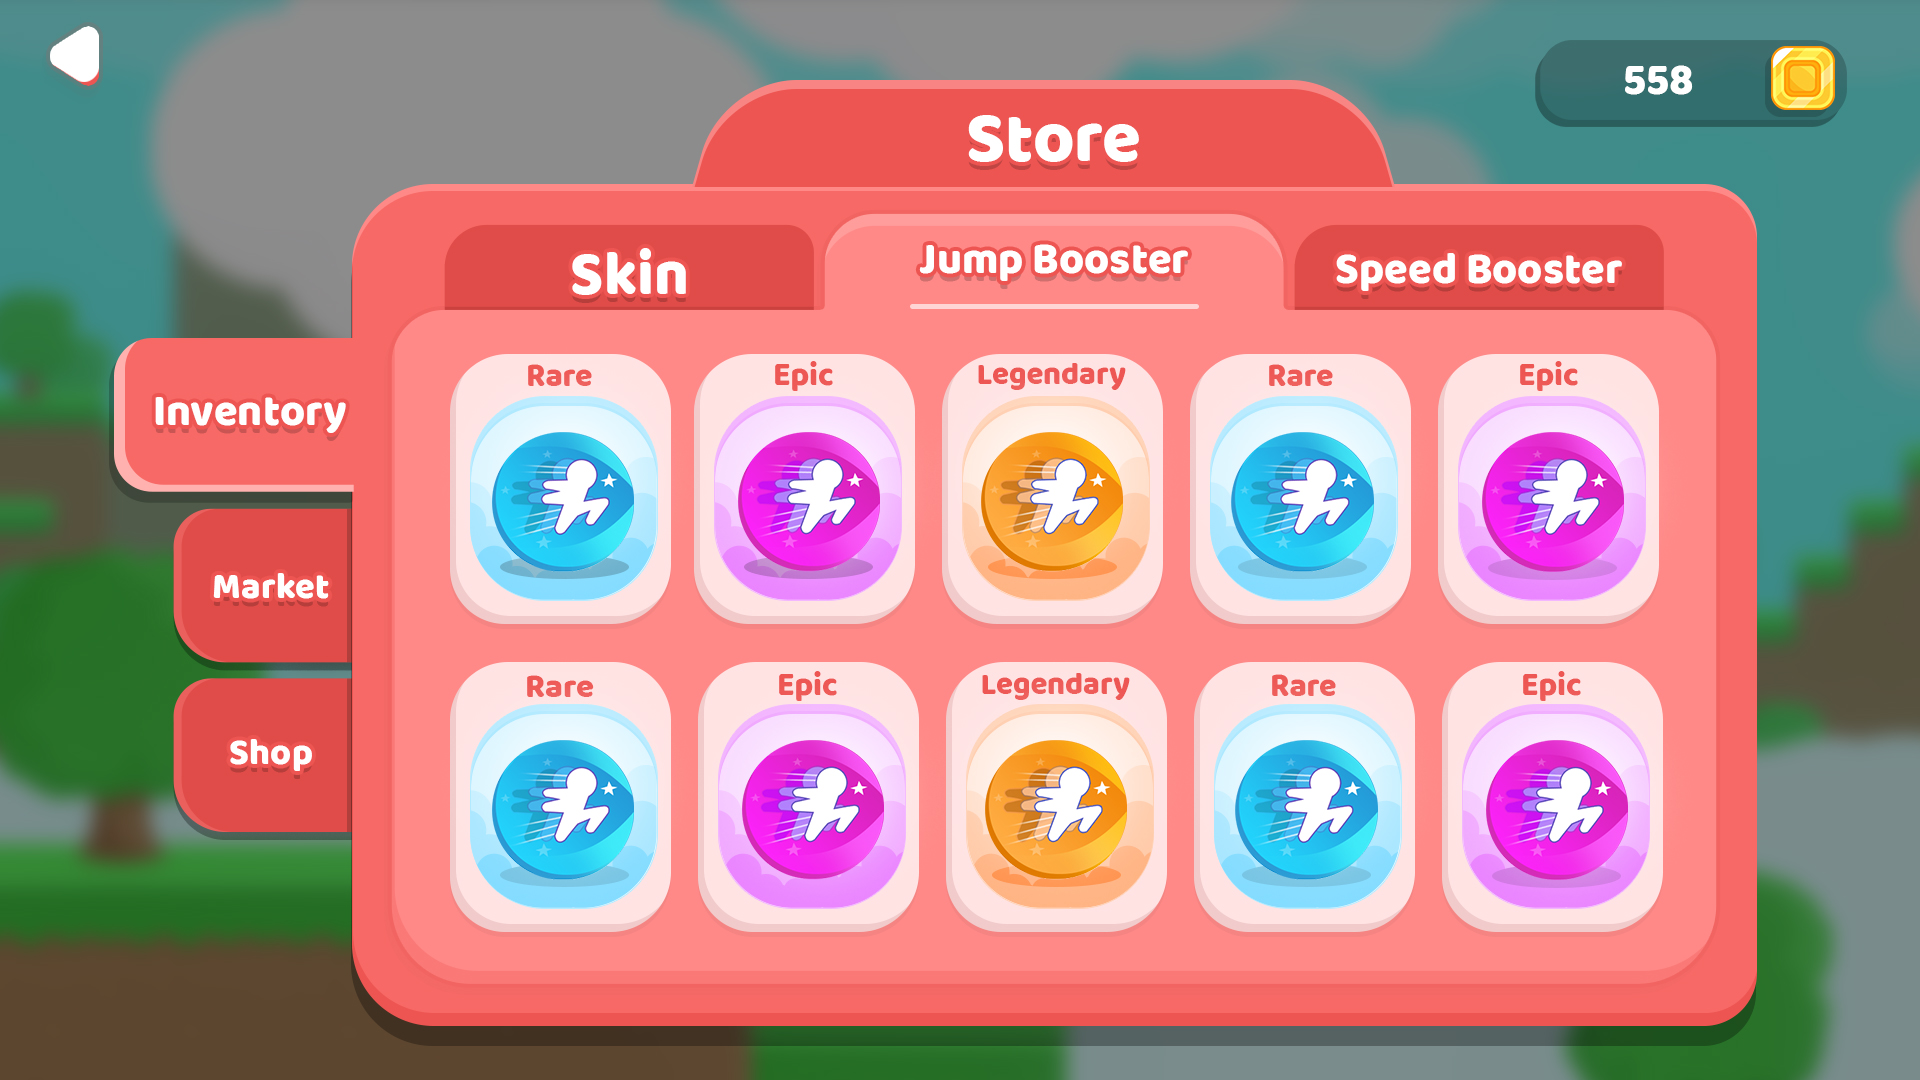 558
Store
Skin
Jump Booster
Speed Booster
Inventory
Market
Shop
Rare
Epic
Legendary
Rare
Epic
Rare
Epic
Legendary
Rare
Epic